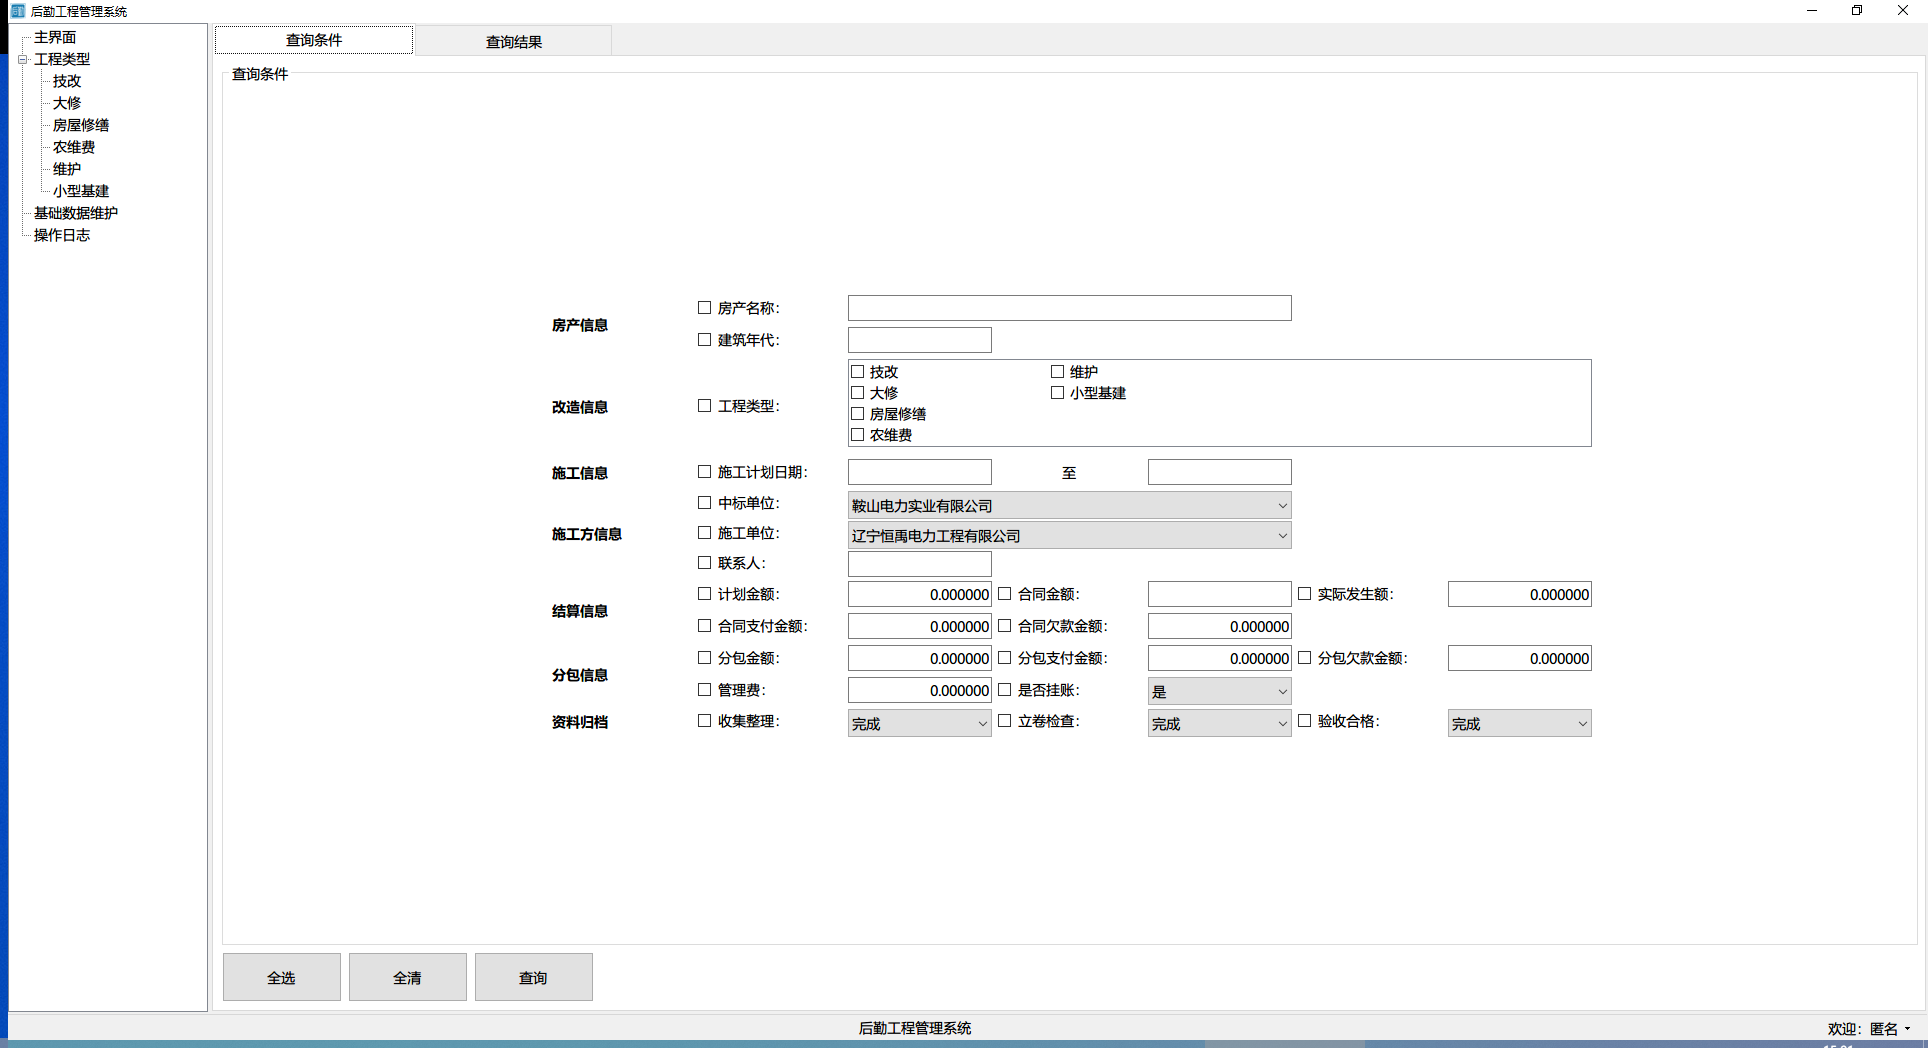 后勤工程管理系统
主界面
工程类型
技改
大修
房屋修缮
农维费
维护
小型基建
基础数据维护
操作日志
查询条件 查询结果
查询条件
房产信息
房产名称：
建筑年代：
改造信息
工程类型：
技改 维护
大修 小型基建
房屋修缮
农维费
施工信息
施工计划日期： 至
施工方信息
中标单位： 鞍山电力实业有限公司
施工单位： 辽宁恒禹电力工程有限公司
联系人：
结算信息
计划金额： 0.000000 合同金额： 实际发生额： 0.000000
合同支付金额： 0.000000 合同欠款金额： 0.000000
分包信息
分包金额： 0.000000 分包支付金额： 0.000000 分包欠款金额： 0.000000
管理费： 0.000000 是否挂账： 是
资料归档
收集整理： 完成 立卷检查： 完成 验收合格： 完成
全选 全清 查询
后勤工程管理系统
欢迎： 匿名